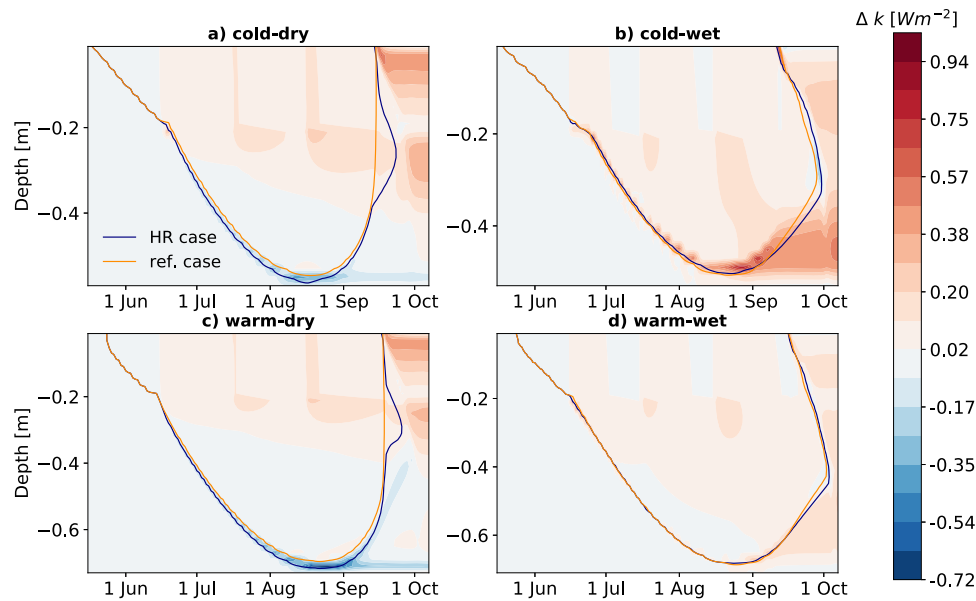 Δ k [Wm⁻²]
a) cold-dry
b) cold-wet
Depth [m]
−0.2
−0.4
HR case
ref. case
1 Jun 1 Jul 1 Aug 1 Sep 1 Oct
−0.2
−0.4
1 Jun 1 Jul 1 Aug 1 Sep 1 Oct
c) warm-dry
d) warm-wet
Depth [m]
−0.2
−0.4
−0.6
1 Jun 1 Jul 1 Aug 1 Sep 1 Oct
−0.2
−0.4
−0.6
1 Jun 1 Jul 1 Aug 1 Sep 1 Oct
0.94
0.75
0.57
0.38
0.20
0.02
-0.17
-0.35
-0.54
-0.72